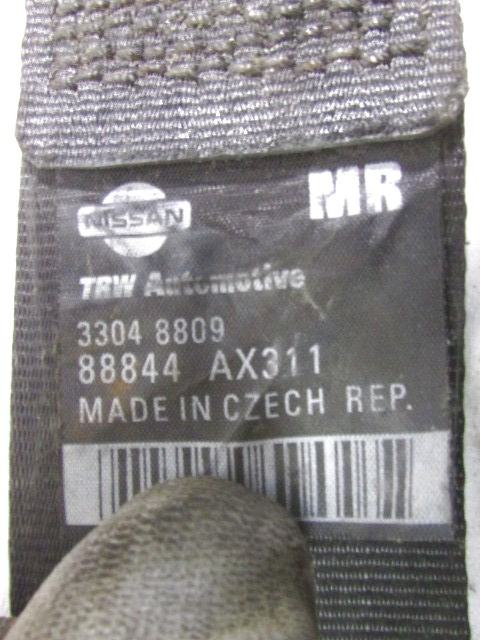 NISSAN MR
TRW Automotive
3304 8809
88844 AX311
MADE IN CZECH REP.